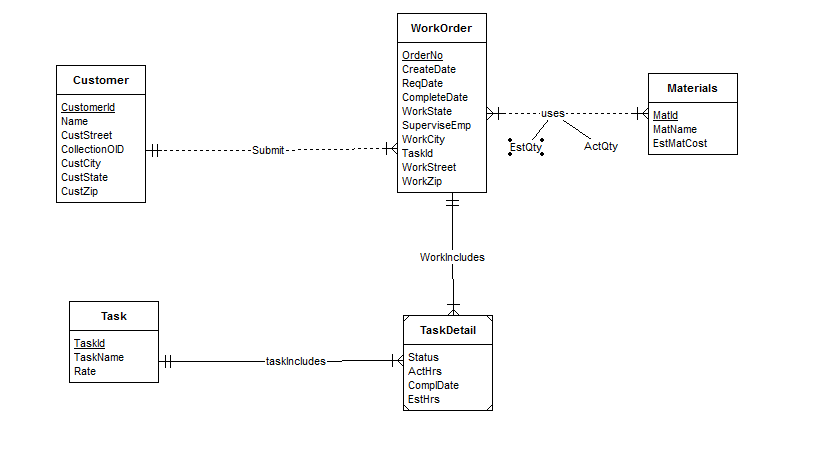 WorkOrder
OrderNo
CreateDate
ReqDate
CompleteDate
WorkState
SuperviseEmp
WorkCity
TaskId
WorkStreet
WorkZip
Customer
CustomerId
Name
CustStreet
CollectionOID
CustCity
CustState
CustZip
Submit
uses
EstQty
ActQty
Materials
MatId
MatName
EstMatCost
WorkIncludes
Task
TaskId
TaskName
Rate
taskIncludes
TaskDetail
Status
ActHrs
ComplDate
EstHrs